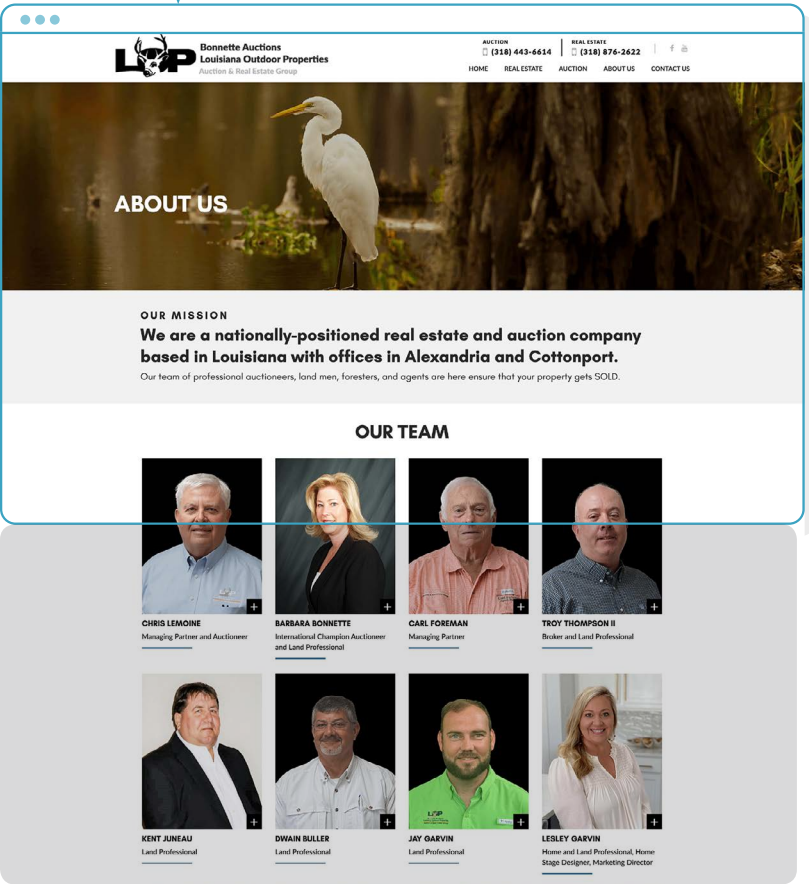 LOP
Bonnette Auctions
Louisiana Outdoor Properties
Auction & Real Estate Group
AUCTION
(318) 443-6614
REAL ESTATE
(318) 876-2622
HOME REAL ESTATE AUCTION ABOUT US CONTACT US
ABOUT US
OUR MISSION
We are a nationally-positioned real estate and auction company
based in Louisiana with offices in Alexandria and Cottonport.
Our team of professional auctioneers, land men, foresters, and agents are here ensure that your property gets SOLD.
OUR TEAM
CHRIS LEMOINE
Managing Partner and Auctioneer
BARBARA BONNETTE
International Champion Auctioneer
and Land Professional
CARL FOREMAN
Managing Partner
TROY THOMPSON II
Broker and Land Professional
KENT JUNEAU
Land Professional
DWAIN BULLER
Land Professional
LOP
JAY GARVIN
Land Professional
LESLEY GARVIN
Home and Land Professional, Home
Stage Designer, Marketing Director